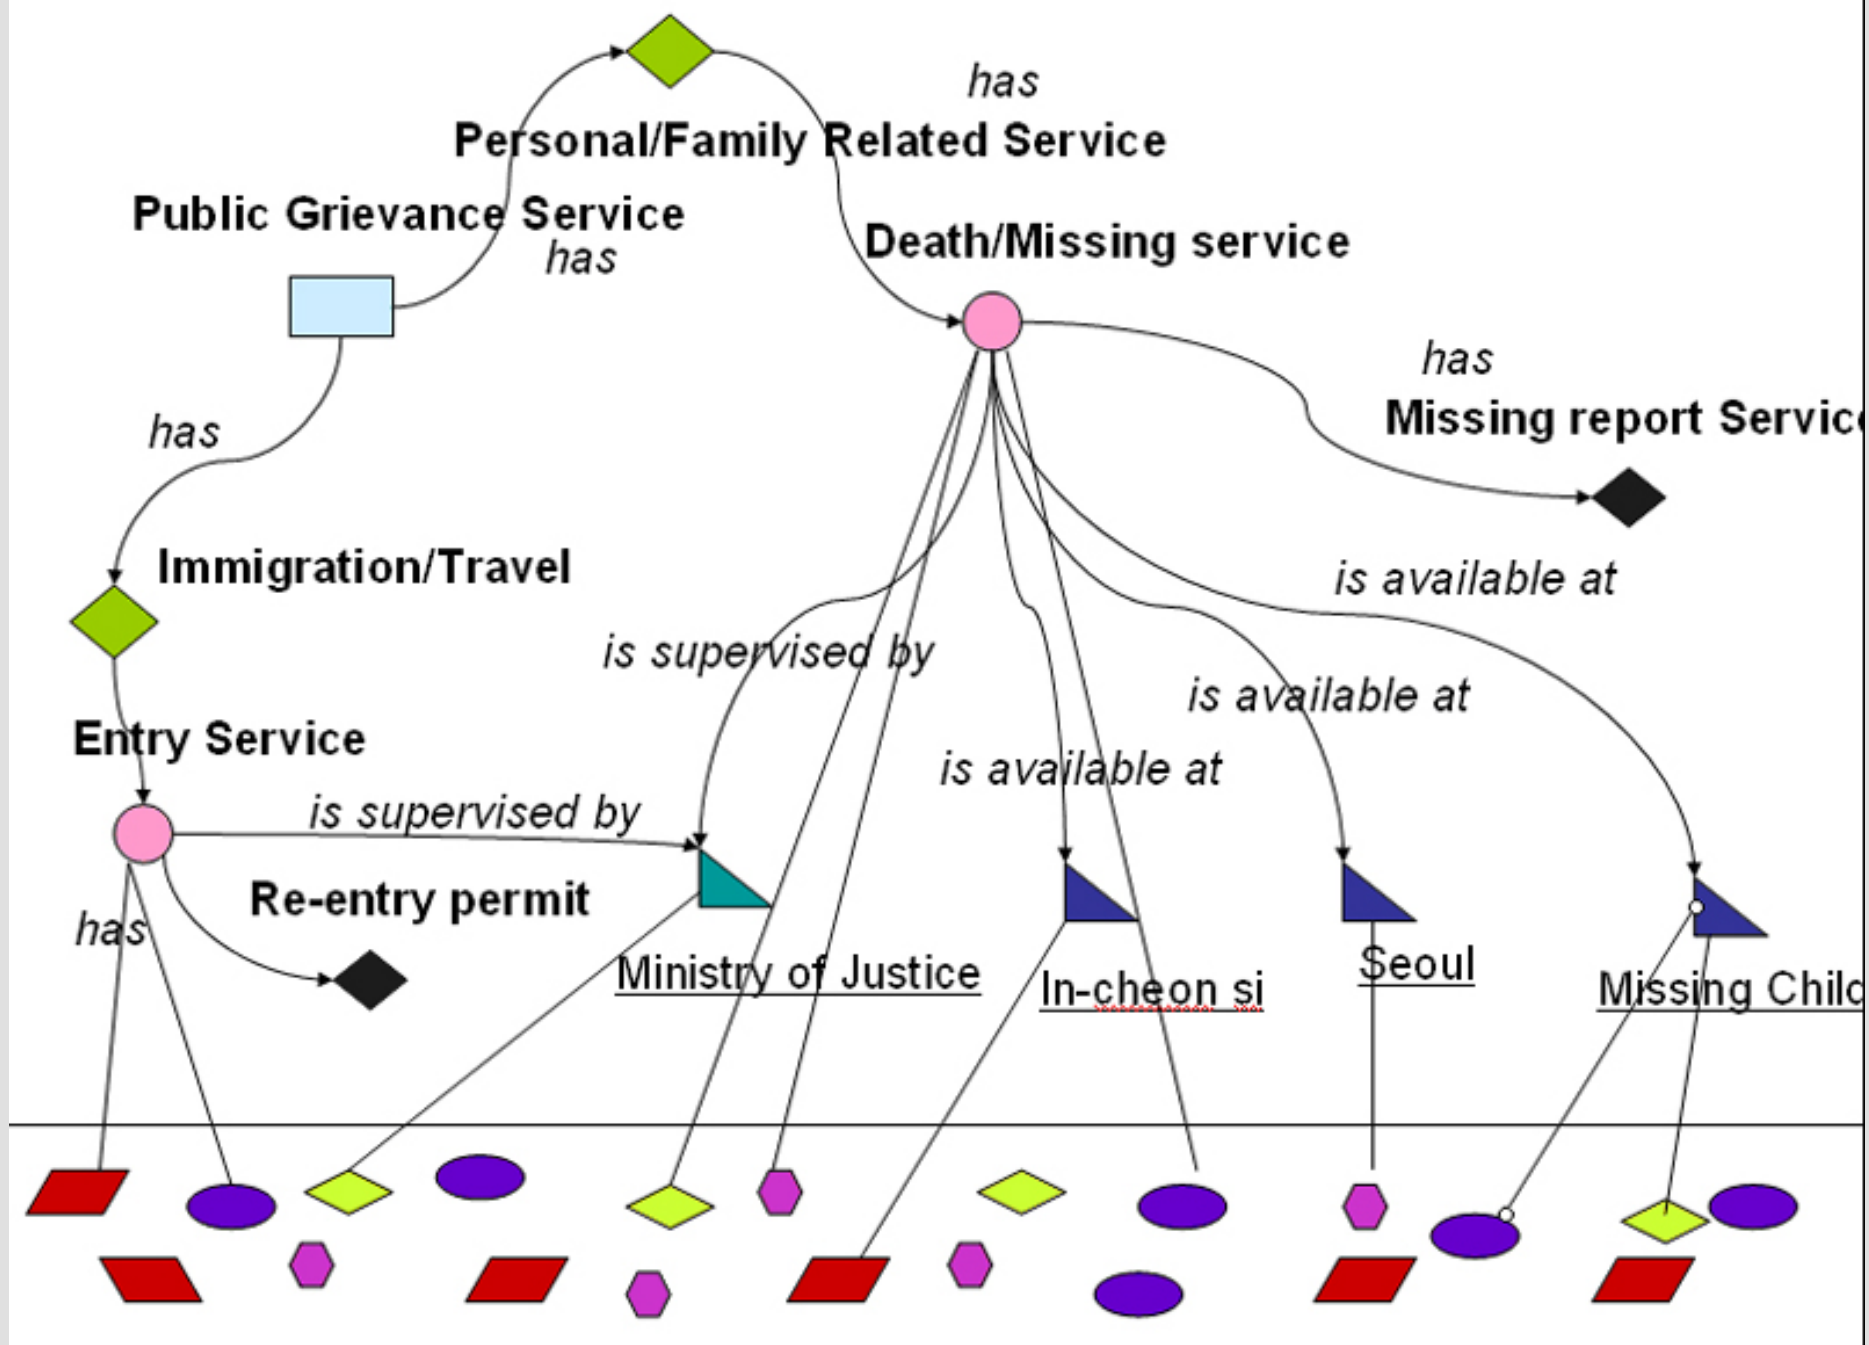 has
Personal/Family Related Service
Public Grievance Service
has
Death/Missing service
has
Missing report Service
has
Immigration/Travel
is available at
is supervised by
is available at
Entry Service
is available at
is supervised by
Re-entry permit
has
Ministry of Justice
In-cheon si
Seoul
Missing Child